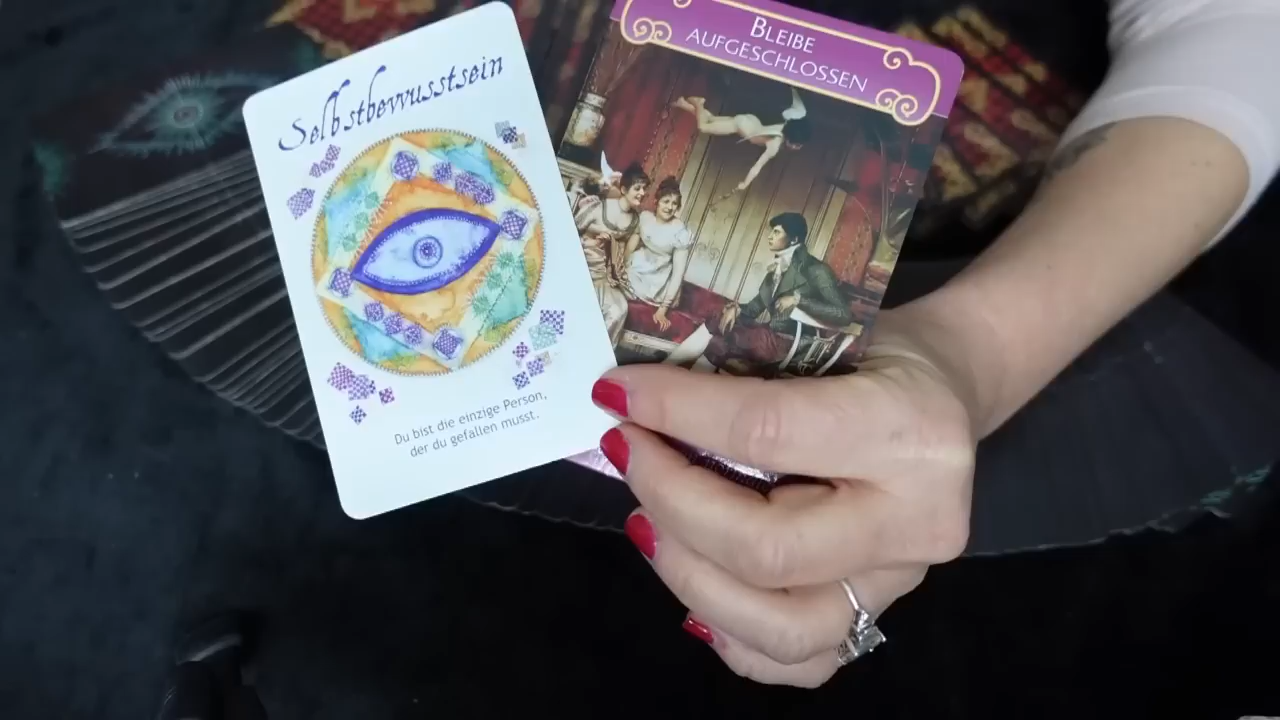 Selbstbewusstsein
Du bist die einzige Person,
der du gefallen musst.
BLEIBE
AUFGESCHLOSSEN